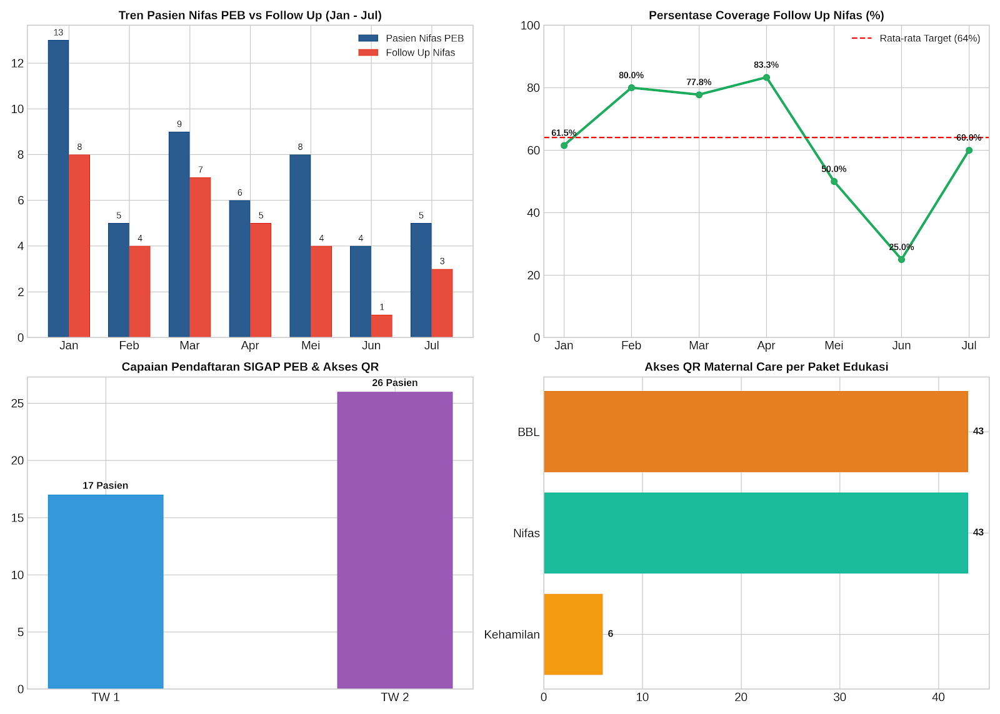 Tren Pasien Nifas PEB vs Follow Up (Jan - Jul)
Pasien Nifas PEB
Follow Up Nifas
13
8
5
4
9
7
6
5
8
4
4
1
5
3
12
10
8
6
4
2
0
Jan Feb Mar Apr Mei Jun Jul
Persentase Coverage Follow Up Nifas (%)
Rata-rata Target (64%)
61.5%
80.0%
77.8%
83.3%
50.0%
25.0%
60.0%
100
80
60
40
20
0
Jan Feb Mar Apr Mei Jun Jul
Capaian Pendaftaran SIGAP PEB & Akses QR
17 Pasien
26 Pasien
25
20
15
10
5
0
TW 1 TW 2
Akses QR Maternal Care per Paket Edukasi
BBL 43
Nifas 43
Kehamilan 6
0 10 20 30 40